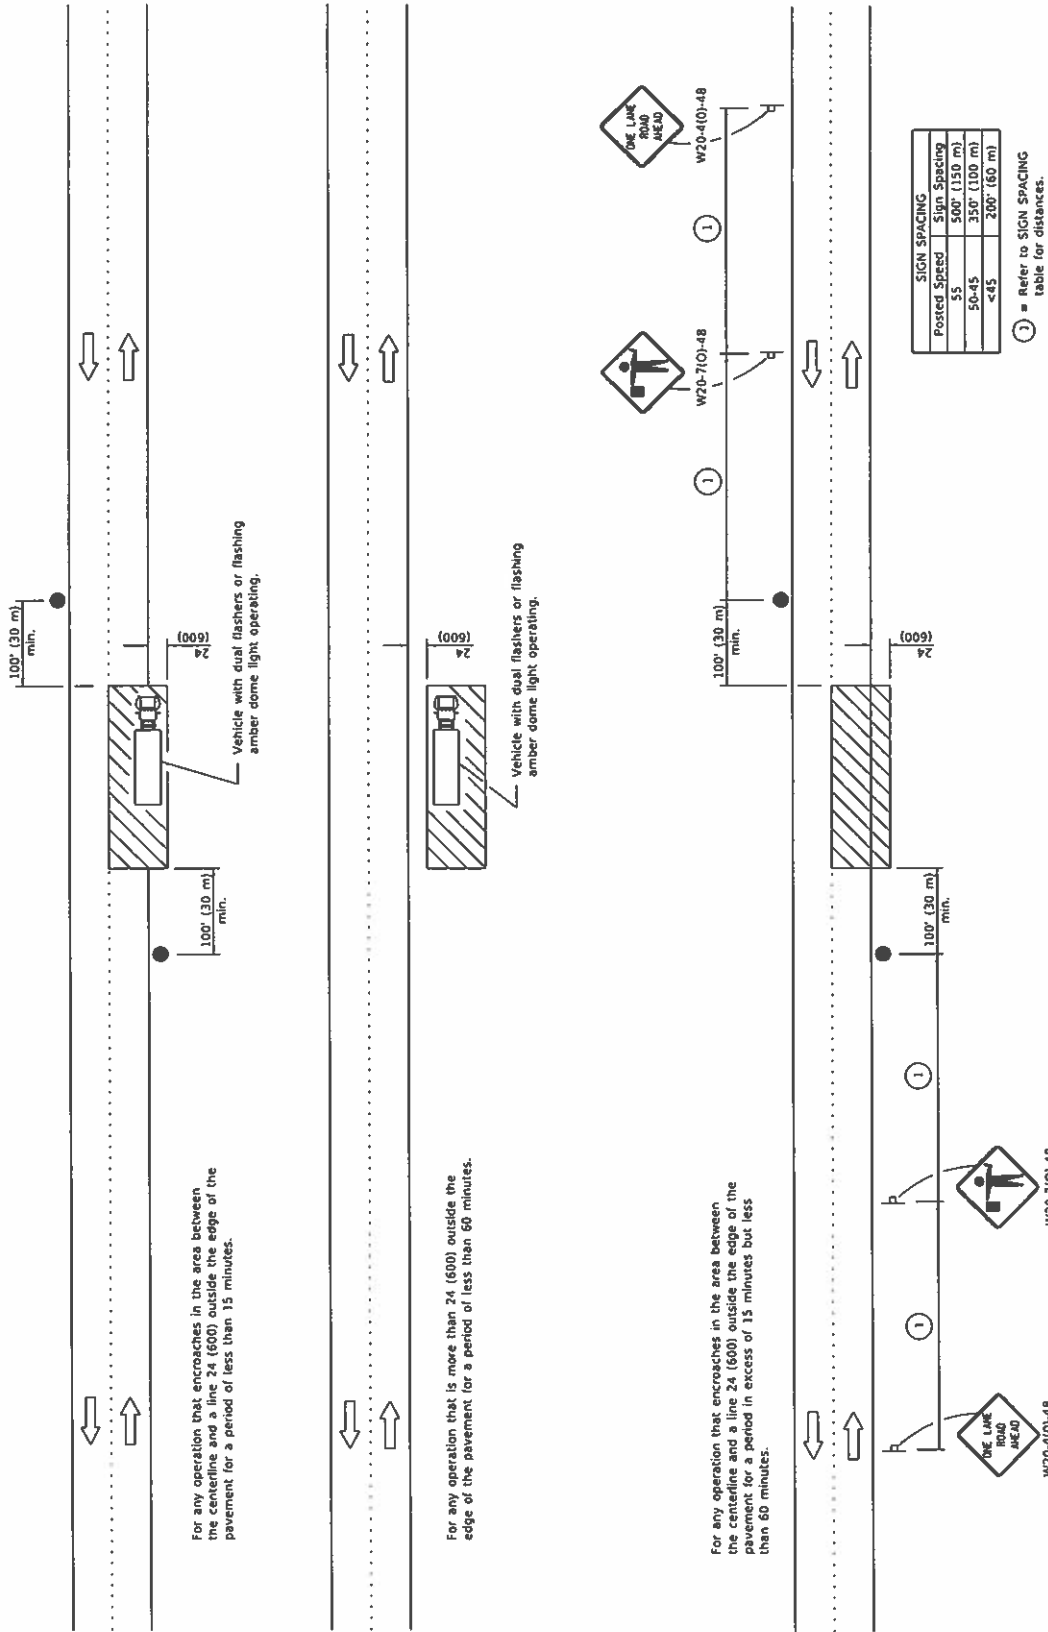 100' (30 m)
min.
24
(600)
Vehicle with dual flashers or flashing
amber dome light operating.
100' (30 m)
min.
For any operation that encroaches in the area between
the centerline and a line 24 (600) outside the edge of the
pavement for a period of less than 15 minutes.
24
(600)
Vehicle with dual flashers or flashing
amber dome light operating.
For any operation that is more than 24 (600) outside the
edge of the pavement for a period of less than 60 minutes.
ONE LANE
ROAD
AHEAD
W20-4(O)-48
W20-7(O)-48
1
1
100' (30 m)
min.
24
(600)
For any operation that encroaches in the area between
the centerline and a line 24 (600) outside the edge of the
pavement for a period in excess of 15 minutes but less
than 60 minutes.
100' (30 m)
min.
1
1
ONE LANE
ROAD
AHEAD
W20-4(O)-48
W20-7(O)-48
SIGN SPACING
Posted Speed Sign Spacing
55 500' (150 m)
50-45 350' (100 m)
<45 200' (60 m)
1 = Refer to SIGN SPACING
table for distances.